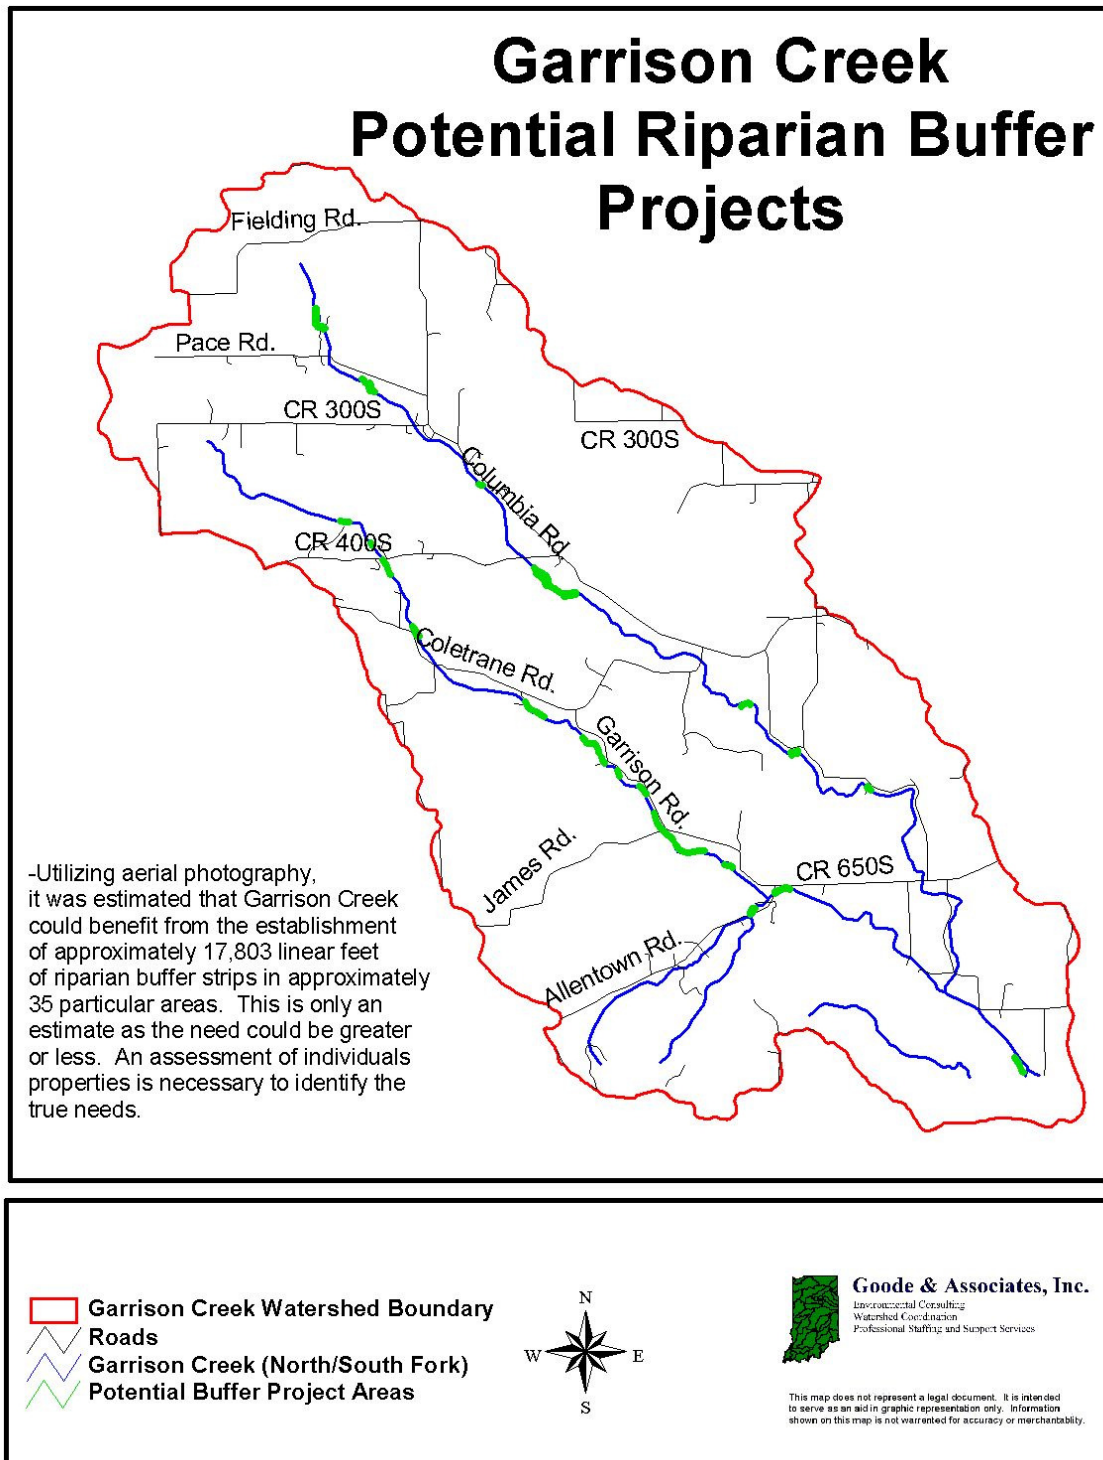 Garrison Creek
Potential Riparian Buffer
Projects
Fielding Rd.
Pace Rd.
CR 300S
CR 300S
Columbia Rd.
CR 400S
Coletrane Rd.
Garrison Rd.
James Rd.
CR 650S
Allentown Rd.
-Utilizing aerial photography,
it was estimated that Garrison Creek
could benefit from the establishment
of approximately 17,803 linear feet
of riparian buffer strips in approximately
35 particular areas. This is only an
estimate as the need could be greater
or less. An assessment of individuals
properties is necessary to identify the
true needs.
Garrison Creek Watershed Boundary
Roads
Garrison Creek (North/South Fork)
Potential Buffer Project Areas
N
W E
S
Goode & Associates, Inc.
Environmental Consulting
Watershed Coordination
Professional Staffing and Support Services
This map does not represent a legal document. It is intended
to serve as an aid in graphic representation only. Information
shown on this map is not warrented for accuracy or merchantablity.